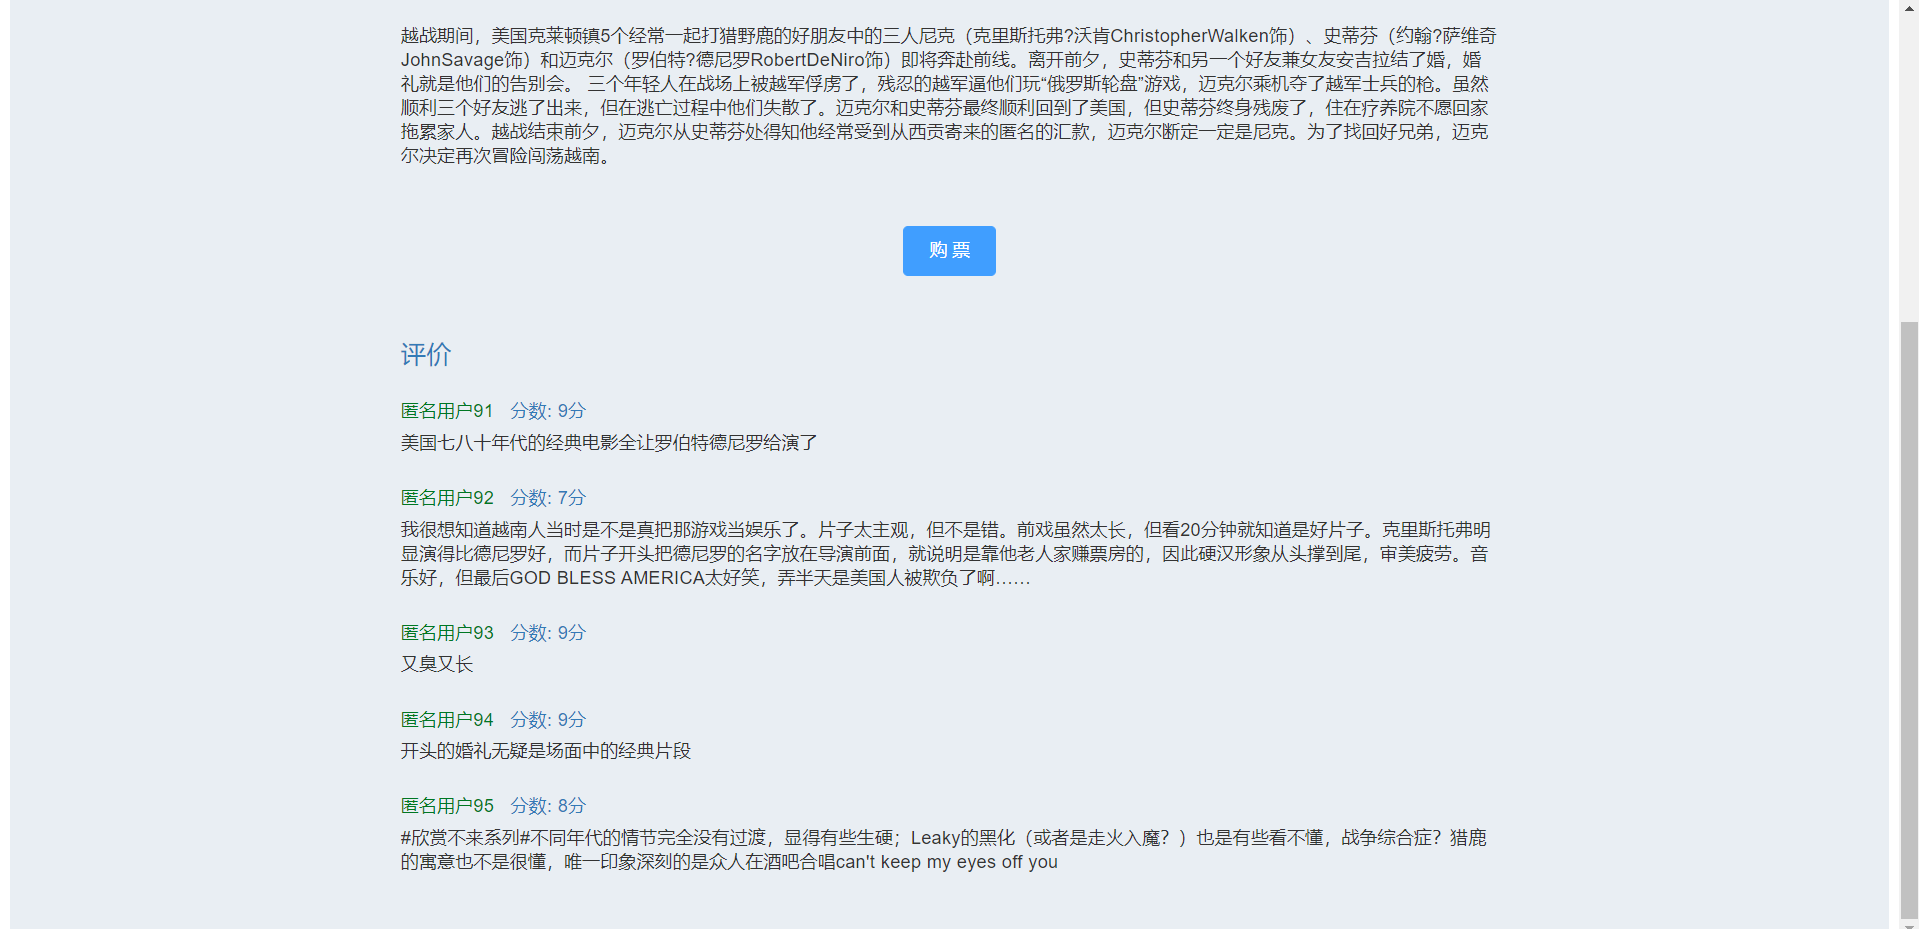 越战期间，美国克莱顿镇5个经常一起打猎野鹿的好朋友中的三人尼克（克里斯托弗?沃肯ChristopherWalken饰）、史蒂芬（约翰?萨维奇
JohnSavage饰）和迈克尔（罗伯特?德尼罗RobertDeNiro饰）即将奔赴前线。离开前夕，史蒂芬和另一个好友兼女友安吉拉结了婚，婚
礼就是他们的告别会。 三个年轻人在战场上被越军俘虏了，残忍的越军逼他们玩“俄罗斯轮盘”游戏，迈克尔乘机夺了越军士兵的枪。虽然
顺利三个好友逃了出来，但在逃亡过程中他们失散了。迈克尔和史蒂芬最终顺利回到了美国，但史蒂芬终身残废了，住在疗养院不愿回家
拖累家人。越战结束前夕，迈克尔从史蒂芬处得知他经常受到从西贡寄来的匿名的汇款，迈克尔断定一定是尼克。为了找回好兄弟，迈克
尔决定再次冒险闯荡越南。
购票
评价
匿名用户91 分数: 9分
美国七八十年代的经典电影全让罗伯特德尼罗给演了
匿名用户92 分数: 7分
我很想知道越南人当时是不是真把那游戏当娱乐了。片子太主观，但不是错。前戏虽然太长，但看20分钟就知道是好片子。克里斯托弗明
显演得比德尼罗好，而片子开头把德尼罗的名字放在导演前面，就说明是靠他老人家赚票房的，因此硬汉形象从头撑到尾，审美疲劳。音
乐好，但最后GOD BLESS AMERICA太好笑，弄半天是美国人被欺负了啊……
匿名用户93 分数: 9分
又臭又长
匿名用户94 分数: 9分
开头的婚礼无疑是场面中的经典片段
匿名用户95 分数: 8分
#欣赏不来系列#不同年代的情节完全没有过渡，显得有些生硬；Leaky的黑化（或者是走火入魔？）也是有些看不懂，战争综合症？猎鹿
的寓意也不是很懂，唯一印象深刻的是众人在酒吧合唱can't keep my eyes off you